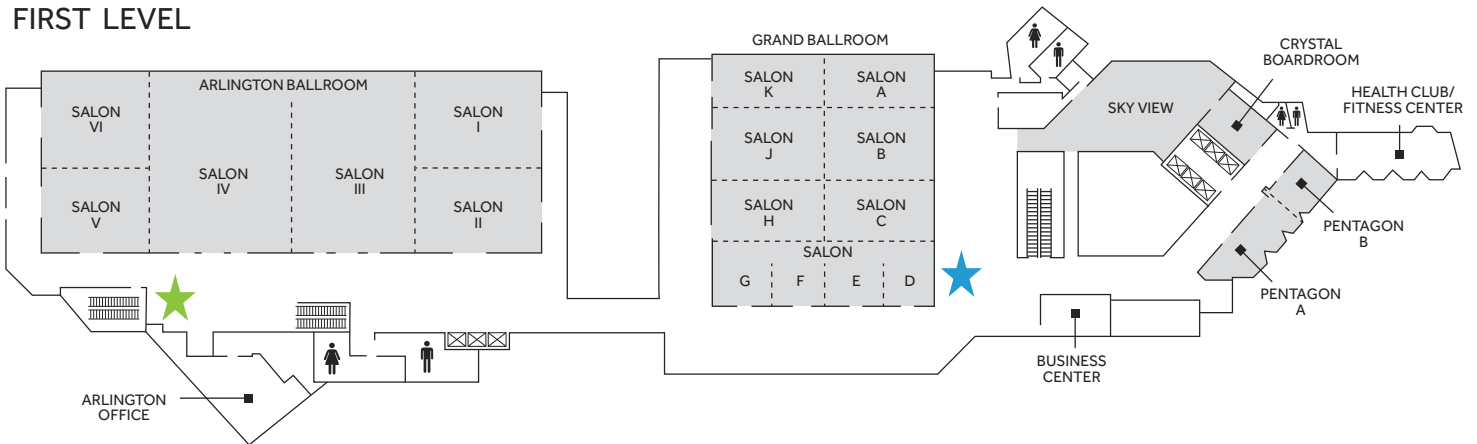 FIRST LEVEL
ARLINGTON BALLROOM
SALON
VI
SALON
V
SALON
IV
SALON
III
SALON
I
SALON
II
ARLINGTON
OFFICE
GRAND BALLROOM
SALON
K
SALON
A
SALON
J
SALON
B
SALON
H
SALON
C
SALON
G
F
E
D
SKY VIEW
CRYSTAL
BOARDROOM
HEALTH CLUB/
FITNESS CENTER
PENTAGON
B
PENTAGON
A
BUSINESS
CENTER